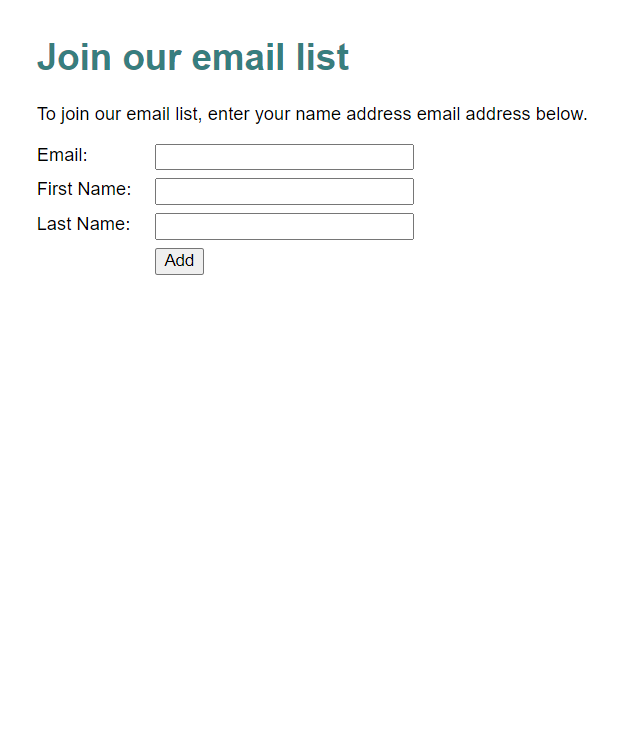 Join our email list
To join our email list, enter your name address email address below.
Email:
First Name:
Last Name:
Add